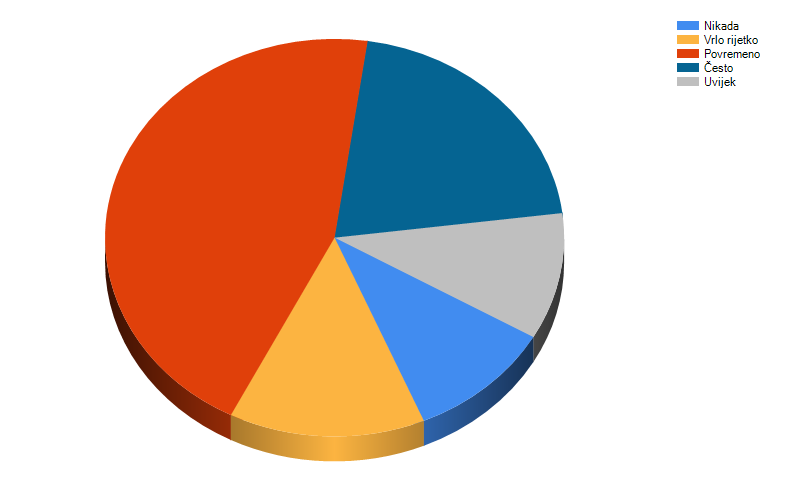 Nikada
Vrlo rijetko
Povremeno
Često
Uvijek